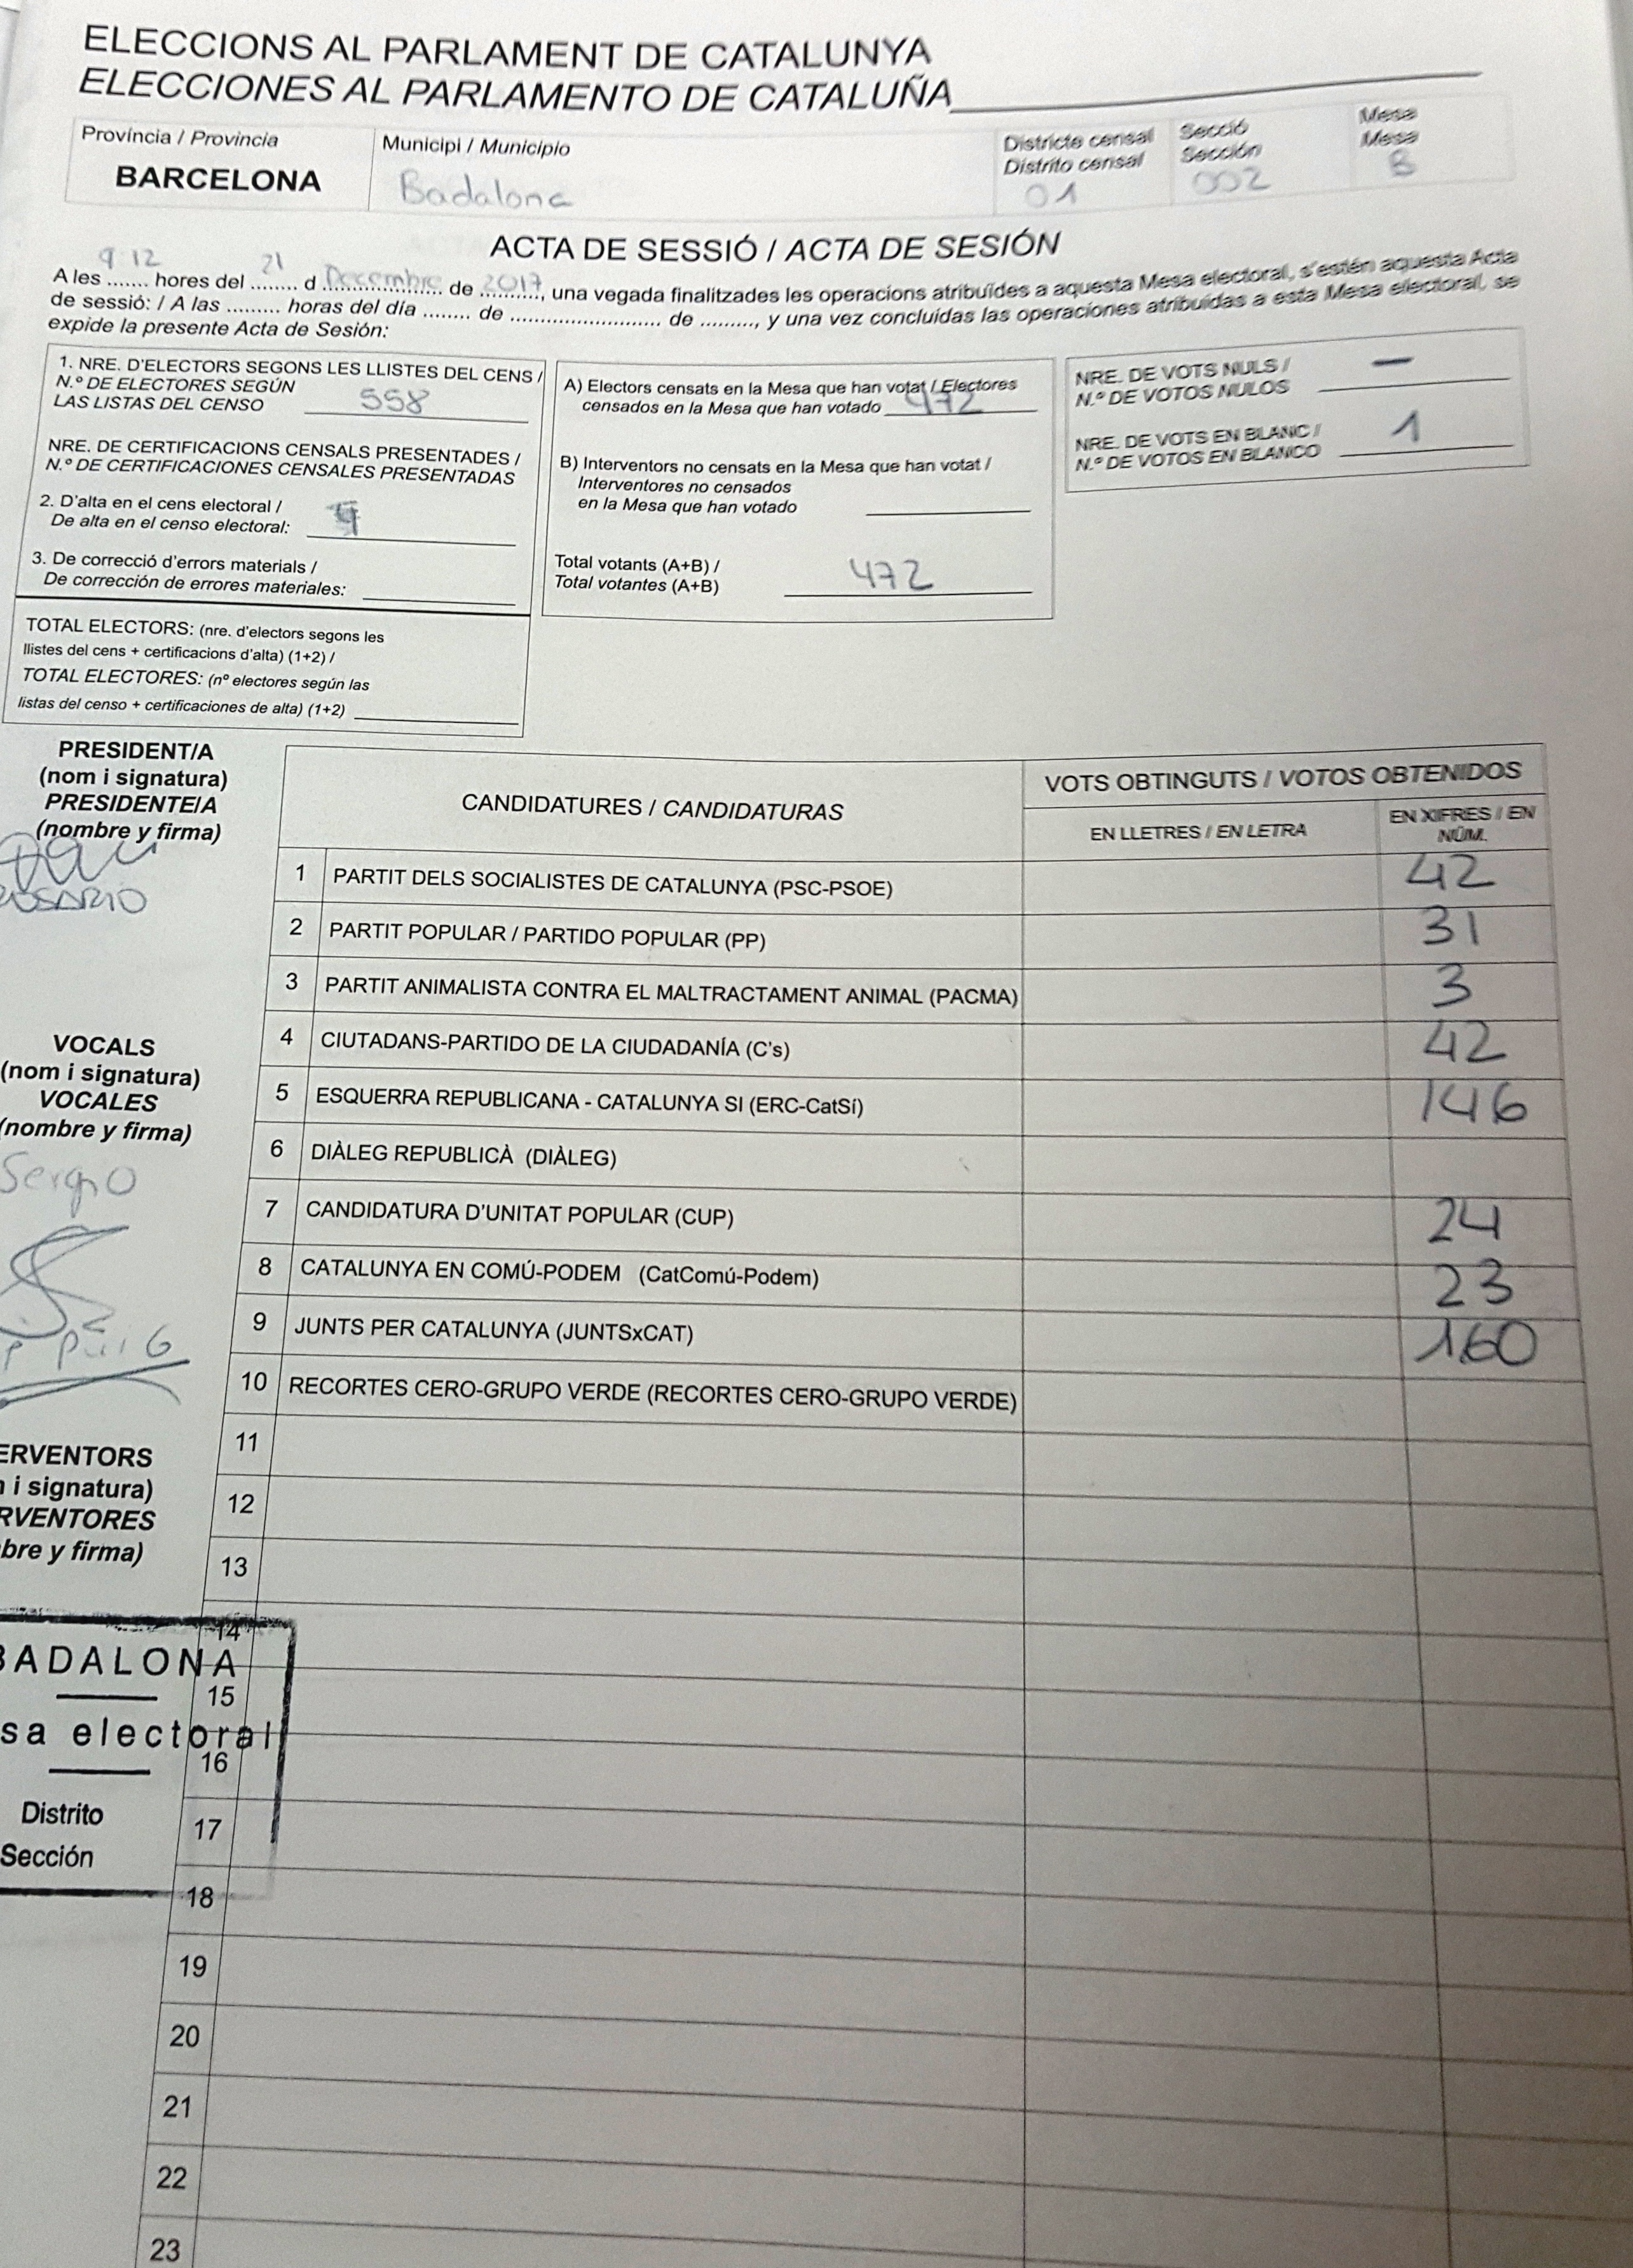 ELECCIONS AL PARLAMENT DE CATALUNYA
ELECCIONES AL PARLAMENTO DE CATALUÑA
Província / Provincia
BARCELONA
Municipi / Municipio
Badalona
Districte censal
Distrito censal
01
Secció
Sección
002
Mesa
Mesa
B
ACTA DE SESSIÓ / ACTA DE SESIÓN
A les 9:12 hores del 21 d Decembre de 2017, una vegada finalitzades les operacions atribuïdes a aquesta Mesa electoral, s'estén aquesta Acta
de sessió: / A las ......... horas del día ........ de ......................... de ........., y una vez concluídas las operaciones atribuidas a esta Mesa electoral, se
expide la presente Acta de Sesión:
1. NRE. D'ELECTORS SEGONS LES LLISTES DEL CENS /
N.º DE ELECTORES SEGÚN
LAS LISTAS DEL CENSO 558
NRE. DE CERTIFICACIONS CENSALS PRESENTADES /
N.º DE CERTIFICACIONES CENSALES PRESENTADAS
2. D'alta en el cens electoral /
De alta en el censo electoral:
3. De correcció d'errors materials /
De corrección de errores materiales:
TOTAL ELECTORS: (nre. d'electors segons les
llistes del cens + certificacions d'alta) (1+2) /
TOTAL ELECTORES: (nº electores según las
listas del censo + certificaciones de alta) (1+2)
A) Electors censats en la Mesa que han votat / Electores
censados en la Mesa que han votado 472
B) Interventors no censats en la Mesa que han votat /
Interventores no censados
en la Mesa que han votado
Total votants (A+B) /
Total votantes (A+B) 472
NRE. DE VOTS NULS /
N.º DE VOTOS NULOS —
NRE. DE VOTS EN BLANC /
N.º DE VOTOS EN BLANCO 1
PRESIDENT/A
(nom i signatura)
PRESIDENTE/A
(nombre y firma)
VOCALS
(nom i signatura)
VOCALES
(nombre y firma)
Sergio
Puig
ERVENTORS
i signatura)
RVENTORES
bre y firma)
CANDIDATURES / CANDIDATURAS
VOTS OBTINGUTS / VOTOS OBTENIDOS
EN LLETRES / EN LETRA
EN XIFRES / EN
NÚM.
1 PARTIT DELS SOCIALISTES DE CATALUNYA (PSC-PSOE) 42
2 PARTIT POPULAR / PARTIDO POPULAR (PP) 31
3 PARTIT ANIMALISTA CONTRA EL MALTRACTAMENT ANIMAL (PACMA) 3
4 CIUTADANS-PARTIDO DE LA CIUDADANÍA (C's) 42
5 ESQUERRA REPUBLICANA - CATALUNYA SI (ERC-CatSí) 146
6 DIÀLEG REPUBLICÀ (DIÀLEG)
7 CANDIDATURA D'UNITAT POPULAR (CUP) 24
8 CATALUNYA EN COMÚ-PODEM (CatComú-Podem) 23
9 JUNTS PER CATALUNYA (JUNTSxCAT) 160
10 RECORTES CERO-GRUPO VERDE (RECORTES CERO-GRUPO VERDE)
11
12
13
14
BADALONA
15
sa electoral
16
Distrito
17
Sección
18
19
20
21
22
23